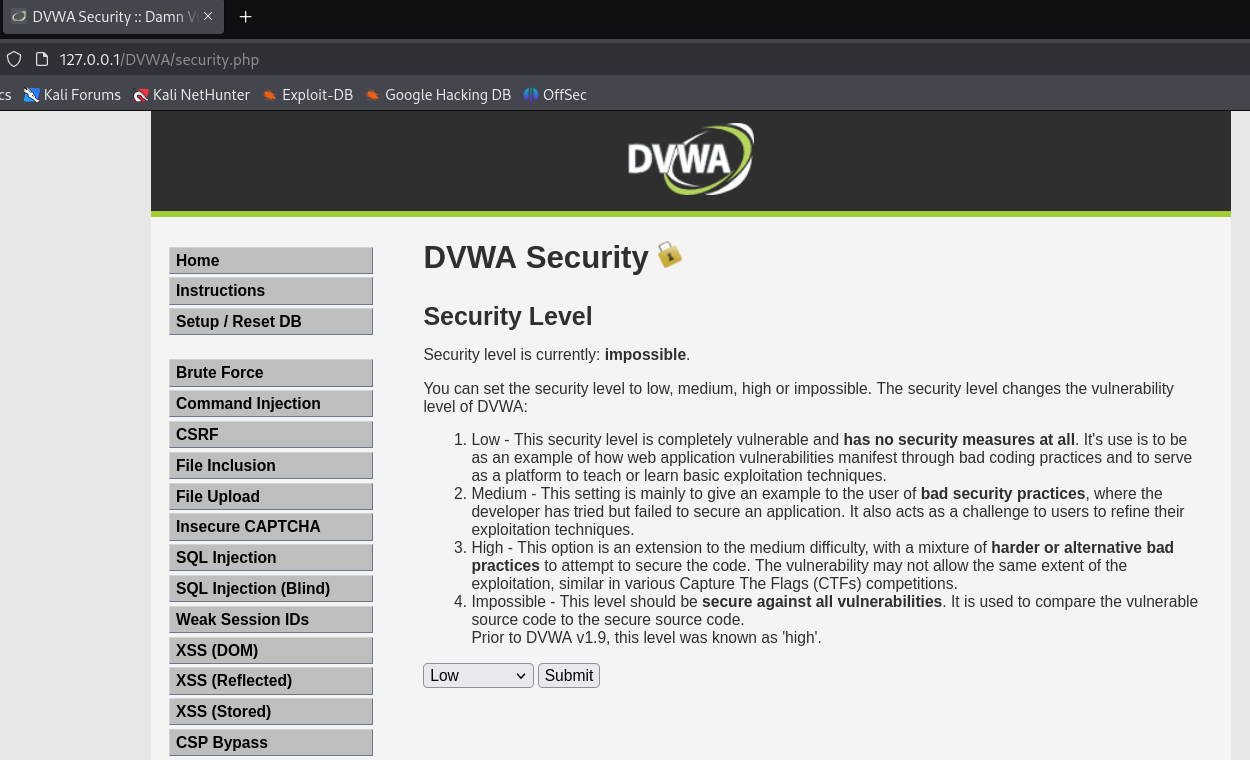 DVWA Security :: Damn Vu
127.0.0.1/DVWA/security.php
cs Kali Forums Kali NetHunter Exploit-DB Google Hacking DB OffSec
DVWA
Home
Instructions
Setup / Reset DB
Brute Force
Command Injection
CSRF
File Inclusion
File Upload
Insecure CAPTCHA
SQL Injection
SQL Injection (Blind)
Weak Session IDs
XSS (DOM)
XSS (Reflected)
XSS (Stored)
CSP Bypass
DVWA Security
Security Level
Security level is currently: impossible.
You can set the security level to low, medium, high or impossible. The security level changes the vulnerability
level of DVWA:
1. Low - This security level is completely vulnerable and has no security measures at all. It's use is to be
as an example of how web application vulnerabilities manifest through bad coding practices and to serve
as a platform to teach or learn basic exploitation techniques.
2. Medium - This setting is mainly to give an example to the user of bad security practices, where the
developer has tried but failed to secure an application. It also acts as a challenge to users to refine their
exploitation techniques.
3. High - This option is an extension to the medium difficulty, with a mixture of harder or alternative bad
practices to attempt to secure the code. The vulnerability may not allow the same extent of the
exploitation, similar in various Capture The Flags (CTFs) competitions.
4. Impossible - This level should be secure against all vulnerabilities. It is used to compare the vulnerable
source code to the secure source code.
Prior to DVWA v1.9, this level was known as 'high'.
Low Submit